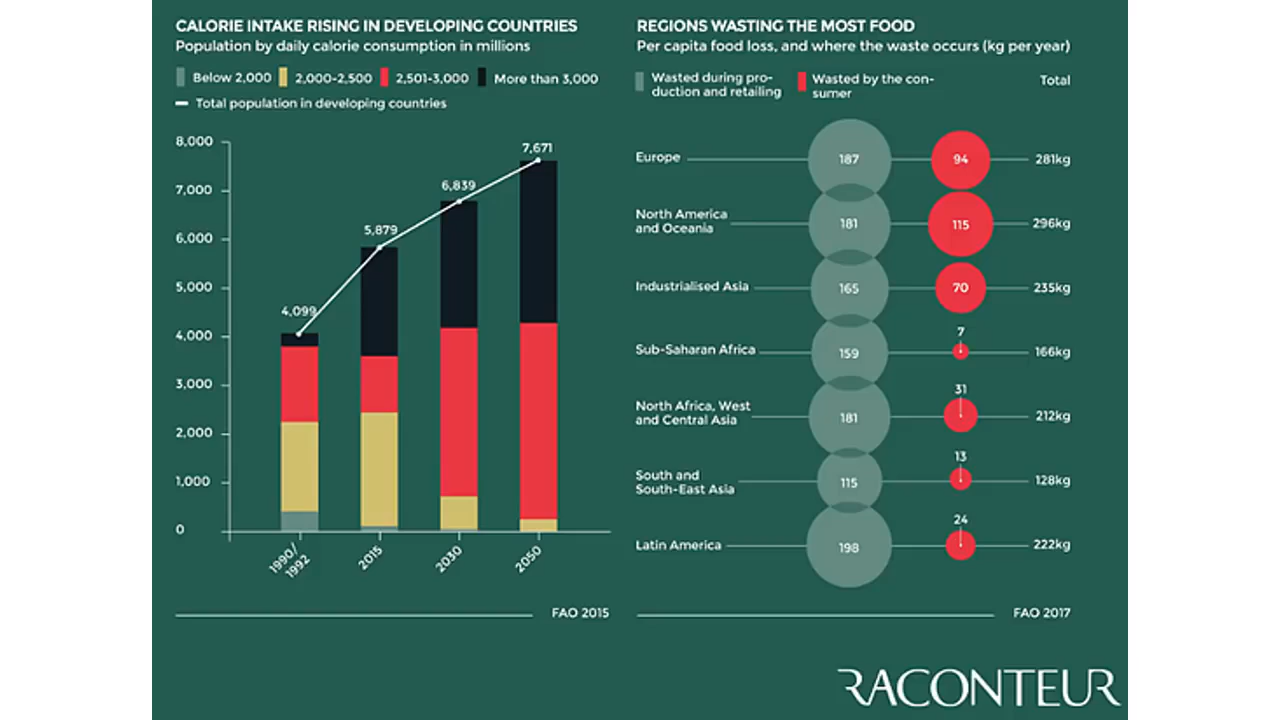 CALORIE INTAKE RISING IN DEVELOPING COUNTRIES
Population by daily calorie consumption in millions
Below 2,000
2,000-2,500
2,501-3,000
More than 3,000
Total population in developing countries
8,000
7,000
6,000
5,000
4,000
3,000
2,000
1,000
0
4,099
5,879
6,839
7,671
1990/
1992
2015
2030
2050
FAO 2015
REGIONS WASTING THE MOST FOOD
Per capita food loss, and where the waste occurs (kg per year)
Wasted during pro-
duction and retailing
Wasted by the con-
sumer
Total
Europe 187 94 281kg
North America
and Oceania 181 115 296kg
Industrialised Asia 165 70 235kg
Sub-Saharan Africa 159 7 166kg
North Africa, West
and Central Asia 181 31 212kg
South and
South-East Asia 115 13 128kg
Latin America 198 24 222kg
FAO 2017
RACONTEUR